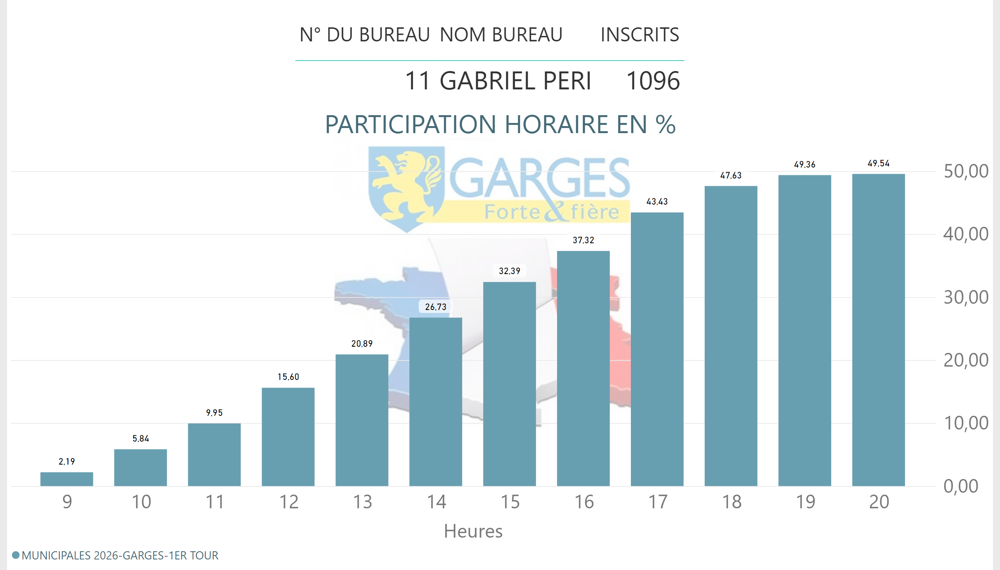 N° DU BUREAU NOM BUREAU INSCRITS
11 GABRIEL PERI 1096
PARTICIPATION HORAIRE EN %
GARGES
Forte & fière
50,00
40,00
30,00
20,00
10,00
0,00
2,19
5,84
9,95
15,60
20,89
26,73
32,39
37,32
43,43
47,63
49,36
49,54
9 10 11 12 13 14 15 16 17 18 19 20
Heures
MUNICIPALES 2026-GARGES-1ER TOUR